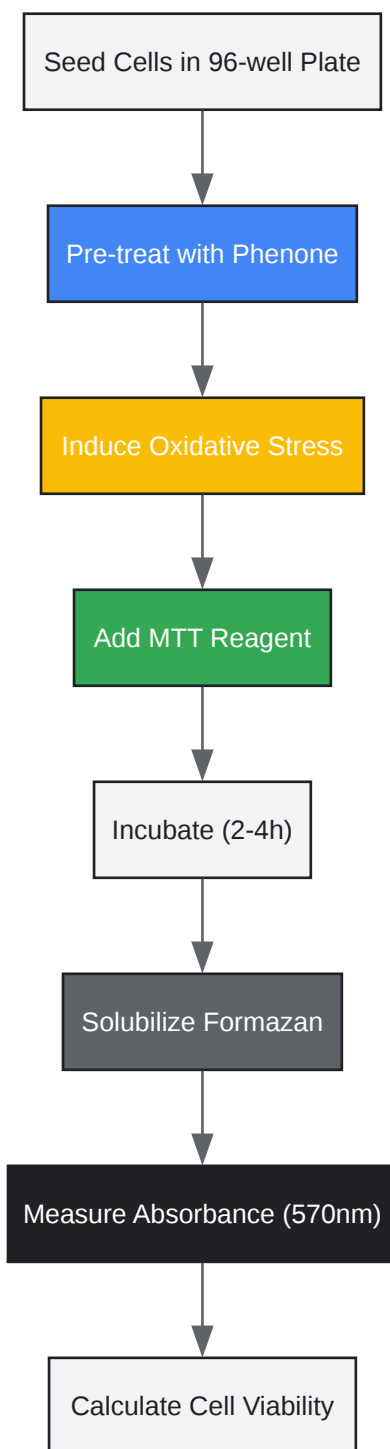 Seed Cells in 96-well Plate
Pre-treat with Phenone
Induce Oxidative Stress
Add MTT Reagent
Incubate (2-4h)
Solubilize Formazan
Measure Absorbance (570nm)
Calculate Cell Viability